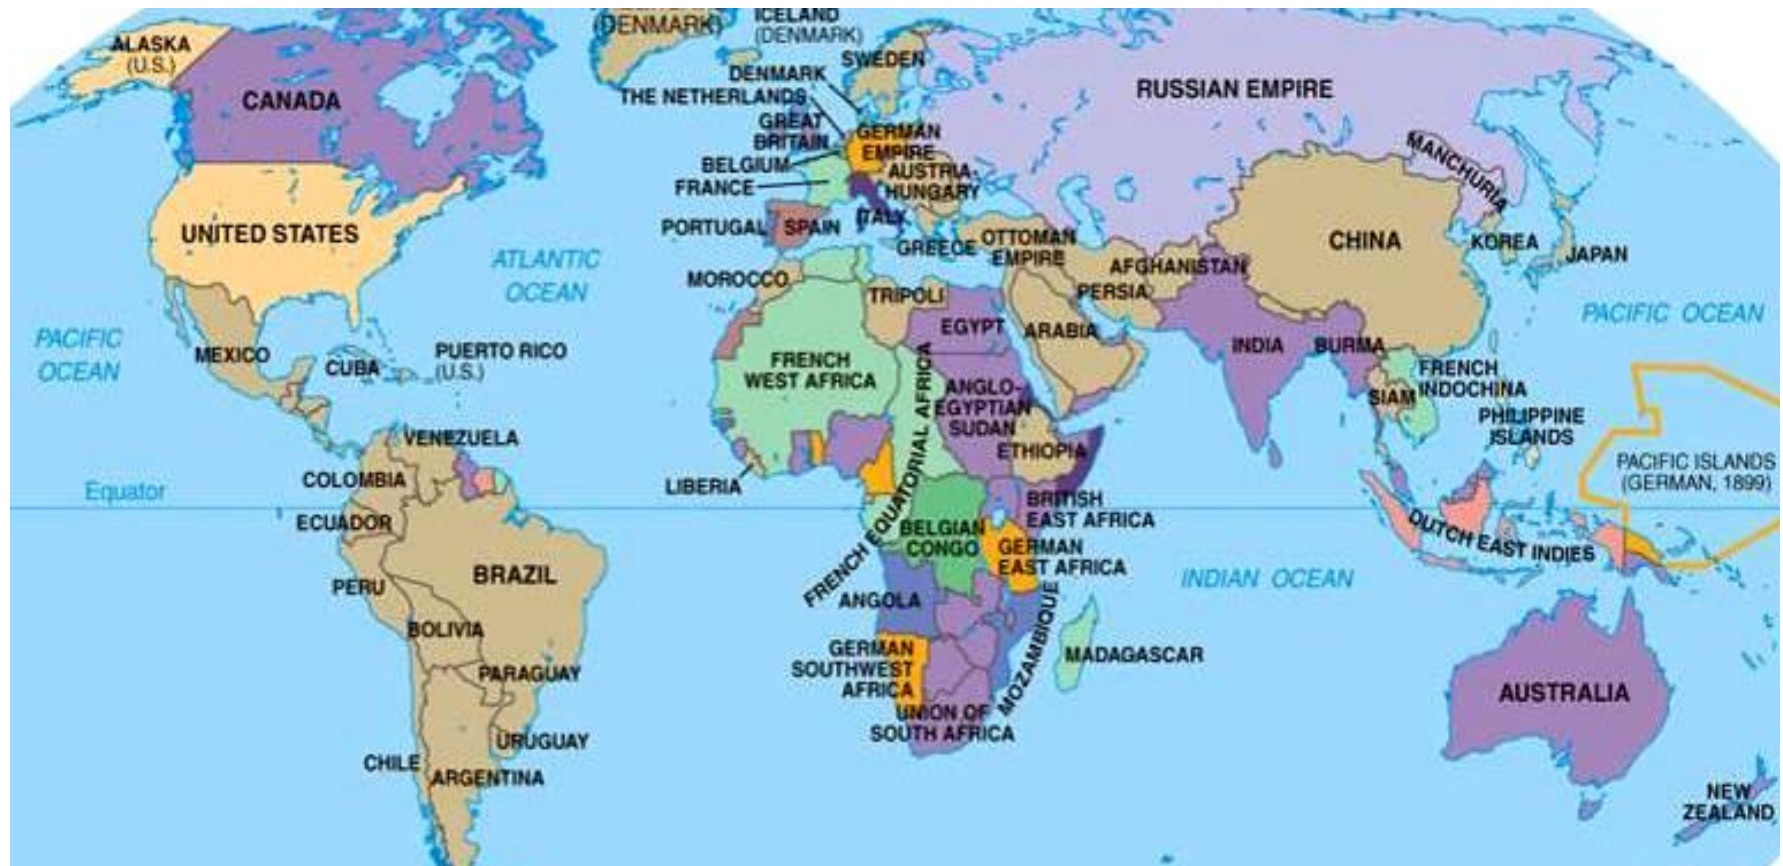 ALASKA
(U.S.)
CANADA
UNITED STATES
MEXICO
CUBA
PUERTO RICO
(U.S.)
PACIFIC
OCEAN
ATLANTIC
OCEAN
Equator
VENEZUELA
COLOMBIA
ECUADOR
PERU
BRAZIL
BOLIVIA
PARAGUAY
URUGUAY
CHILE
ARGENTINA
(DENMARK)
ICELAND
(DENMARK)
SWEDEN
DENMARK
THE NETHERLANDS
GREAT
BRITAIN
BELGIUM
FRANCE
GERMAN
EMPIRE
AUSTRIA-
HUNGARY
PORTUGAL
SPAIN
ITALY
GREECE
OTTOMAN
EMPIRE
RUSSIAN EMPIRE
MANCHURIA
CHINA
KOREA
JAPAN
AFGHANISTAN
PERSIA
ARABIA
INDIA
BURMA
SIAM
FRENCH
INDOCHINA
PHILIPPINE
ISLANDS
PACIFIC OCEAN
PACIFIC ISLANDS
(GERMAN, 1899)
DUTCH EAST INDIES
MOROCCO
TRIPOLI
EGYPT
FRENCH
WEST AFRICA
ANGLO-
EGYPTIAN
SUDAN
ETHIOPIA
LIBERIA
FRENCH EQUATORIAL AFRICA
BELGIAN
CONGO
BRITISH
EAST AFRICA
GERMAN
EAST AFRICA
ANGOLA
MOZAMBIQUE
MADAGASCAR
GERMAN
SOUTHWEST
AFRICA
UNION OF
SOUTH AFRICA
INDIAN OCEAN
AUSTRALIA
NEW
ZEALAND